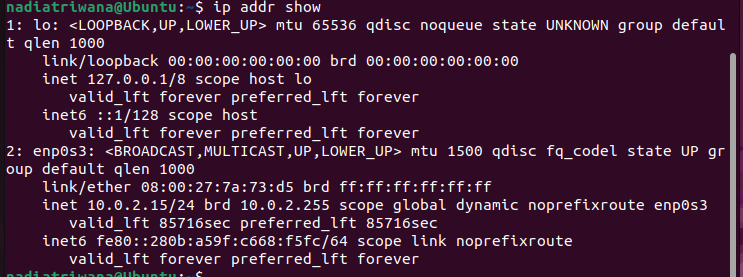 nadiatriwana@Ubuntu:~$ ip addr show
1: lo: <LOOPBACK,UP,LOWER_UP> mtu 65536 qdisc noqueue state UNKNOWN group defaul
t qlen 1000
    link/loopback 00:00:00:00:00:00 brd 00:00:00:00:00:00
    inet 127.0.0.1/8 scope host lo
       valid_lft forever preferred_lft forever
    inet6 ::1/128 scope host
       valid_lft forever preferred_lft forever
2: enp0s3: <BROADCAST,MULTICAST,UP,LOWER_UP> mtu 1500 qdisc fq_codel state UP gr
oup default qlen 1000
    link/ether 08:00:27:7a:73:d5 brd ff:ff:ff:ff:ff:ff
    inet 10.0.2.15/24 brd 10.0.2.255 scope global dynamic noprefixroute enp0s3
       valid_lft 85716sec preferred_lft 85716sec
    inet6 fe80::280b:a59f:c668:f5fc/64 scope link noprefixroute
       valid_lft forever preferred_lft forever
nadiatriwana@Ubuntu:~$